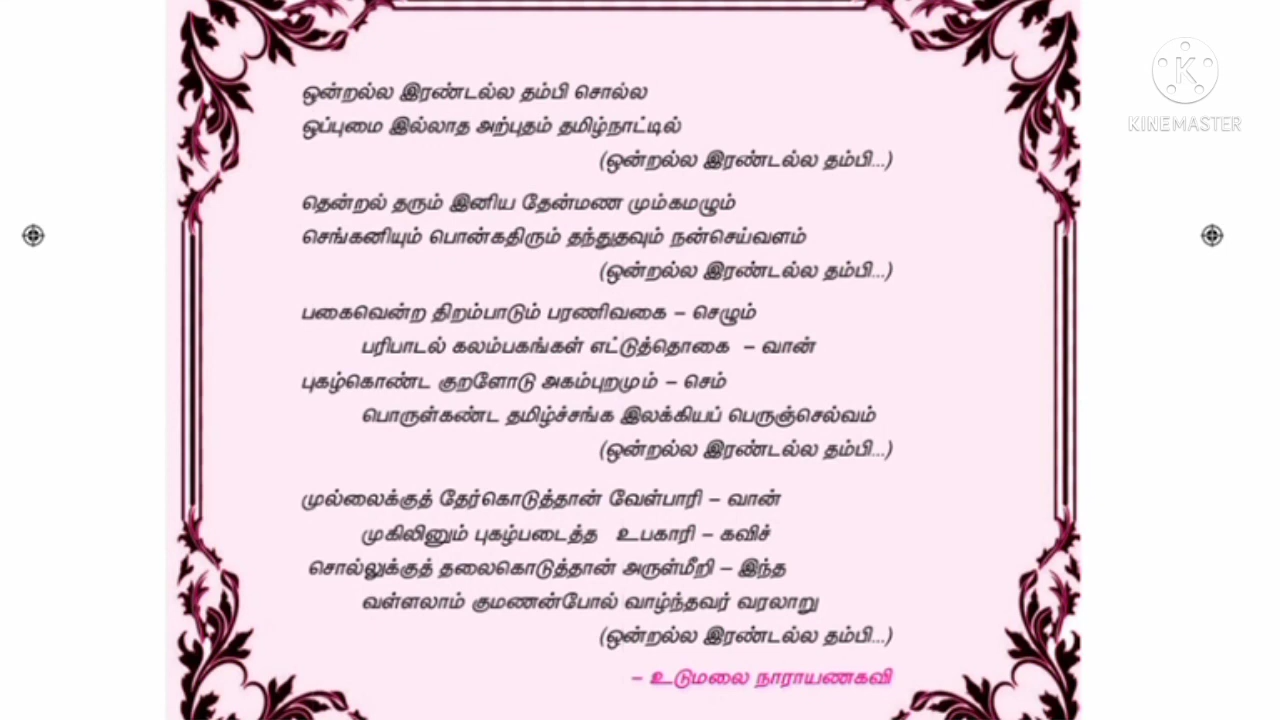 ஒன்றல்ல இரண்டல்ல தம்பி சொல்ல
ஒப்புமை இல்லாத அற்புதம் தமிழ்நாட்டில்
(ஒன்றல்ல இரண்டல்ல தம்பி...)
தென்றல் தரும் இனிய தேன்மண மும்கமழும்
செங்கனியும் பொன்கதிரும் தந்துதவும் நன்செய்வளம்
(ஒன்றல்ல இரண்டல்ல தம்பி...)
பகைவென்ற திறம்பாடும் பரணிவகை – செழும்
பரிபாடல் கலம்பகங்கள் எட்டுத்தொகை – வான்
புகழ்கொண்ட குறளோடு அகம்புறமும் – செம்
பொருள்கண்ட தமிழ்ச்சங்க இலக்கியப் பெருஞ்செல்வம்
(ஒன்றல்ல இரண்டல்ல தம்பி...)
முல்லைக்குத் தேர்கொடுத்தான் வேள்பாரி – வான்
முகிலினும் புகழ்படைத்த உபகாரி – கவிச்
சொல்லுக்குத் தலைகொடுத்தான் அருள்மீறி – இந்த
வள்ளலாம் குமணன்போல் வாழ்ந்தவர் வரலாறு
(ஒன்றல்ல இரண்டல்ல தம்பி...)
– உடுமலை நாராயணகவி
K
KINEMASTER